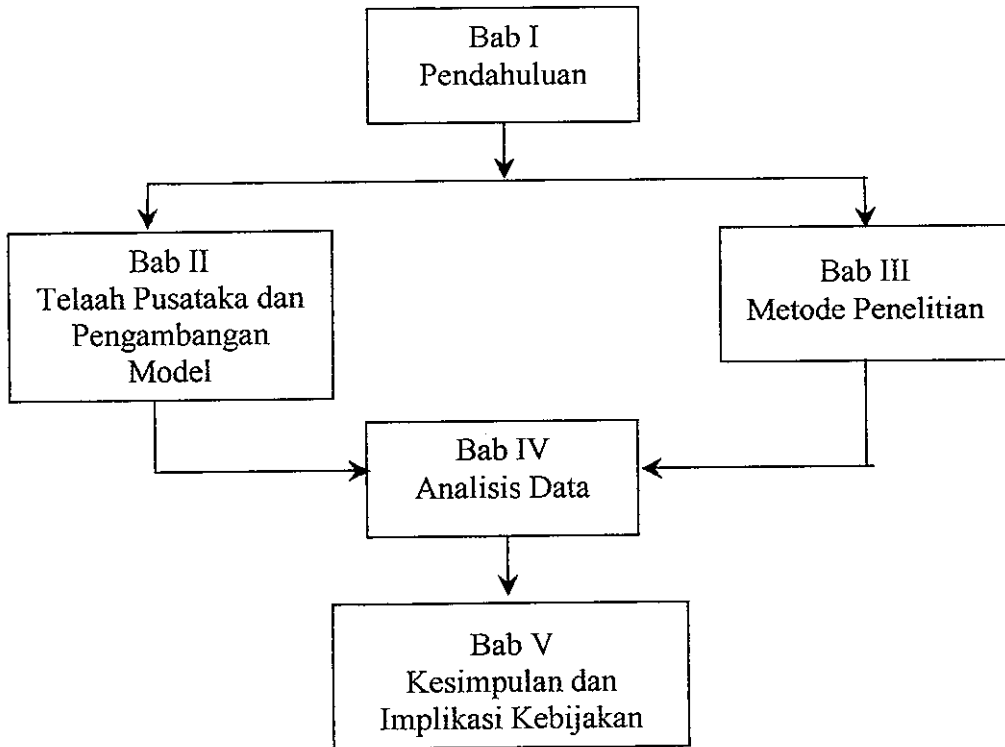 Bab I
Pendahuluan
Bab II
Telaah Pusataka dan
Pengambangan
Model
Bab III
Metode Penelitian
Bab IV
Analisis Data
Bab V
Kesimpulan dan
Implikasi Kebijakan